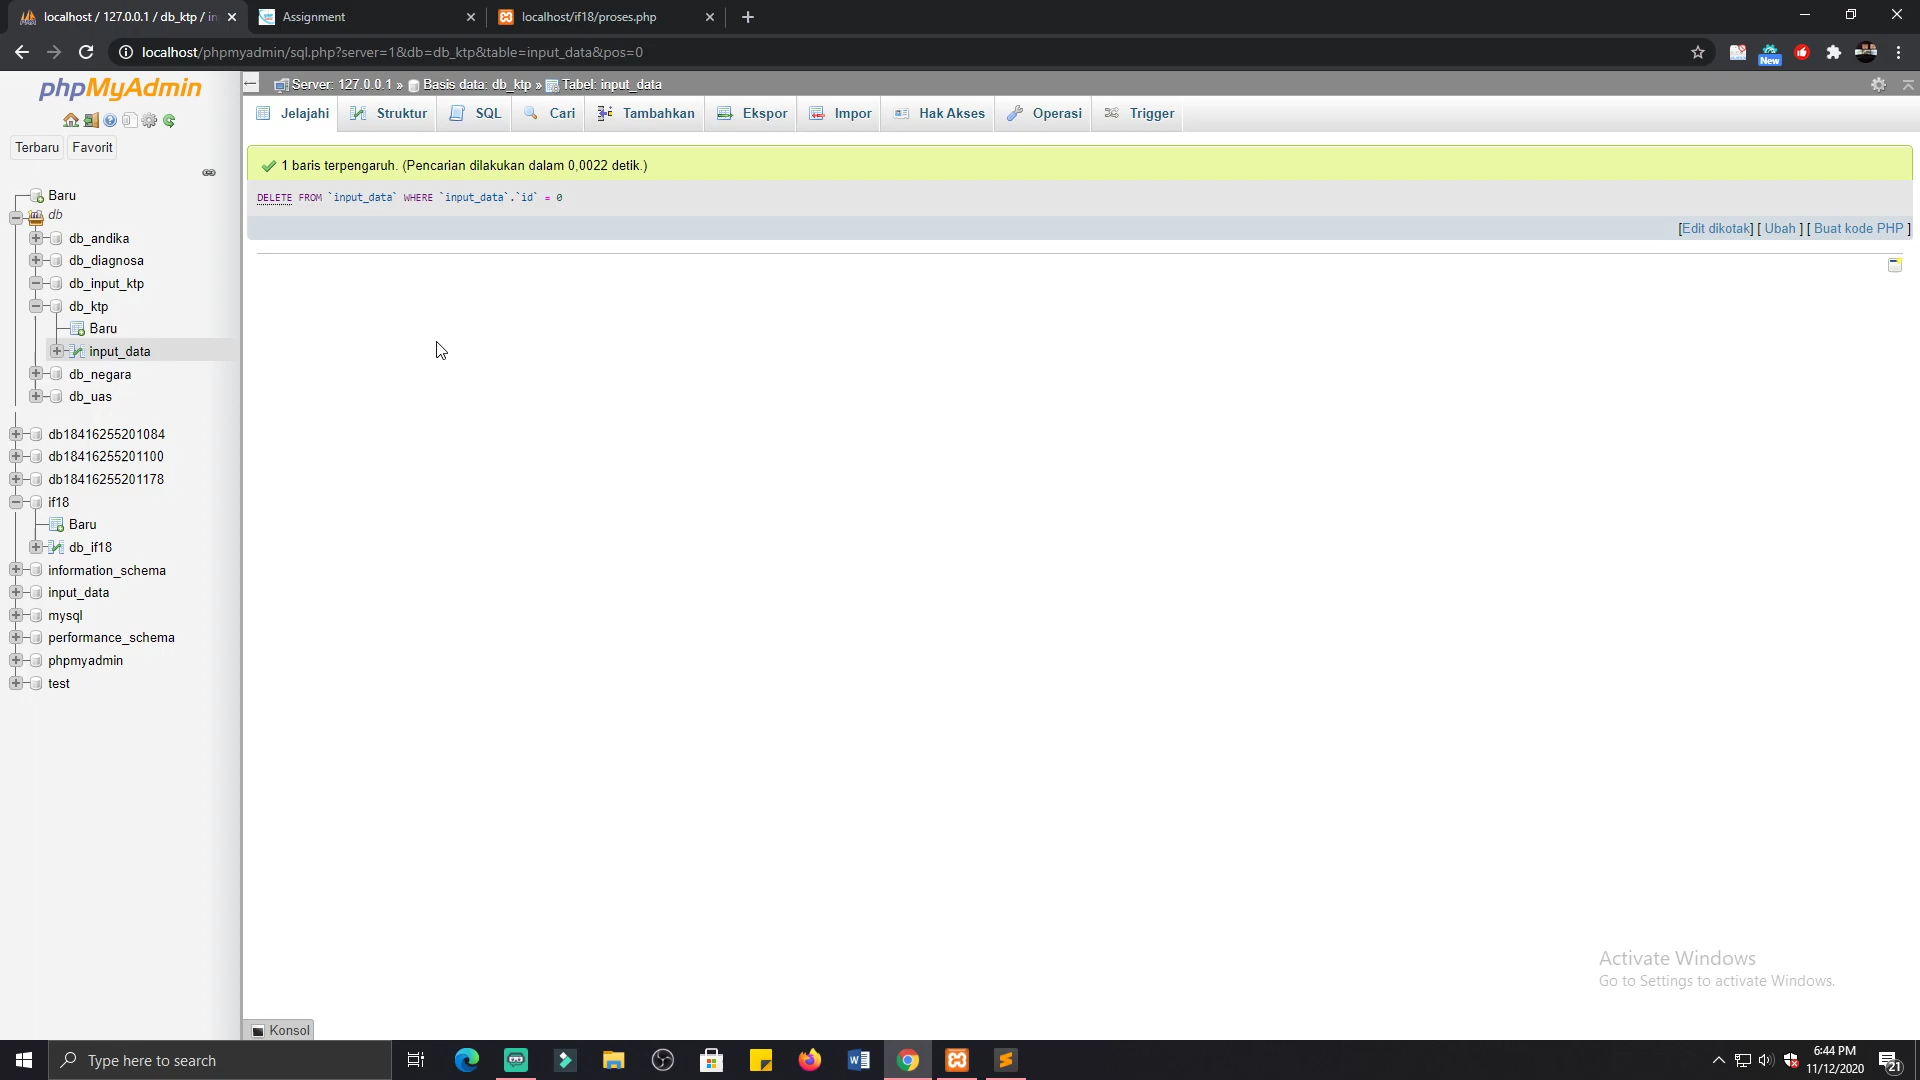 localhost / 127.0.0.1 / db_ktp / in
Assignment
localhost/if18/proses.php
localhost/phpmyadmin/sql.php?server=1&db=db_ktp&table=input_data&pos=0
New
phpMyAdmin
Server: 127.0.0.1 » Basis data: db_ktp » Tabel: input_data
Jelajahi
Struktur
SQL
Cari
Tambahkan
Ekspor
Impor
Hak Akses
Operasi
Trigger
Terbaru
Favorit
1 baris terpengaruh. (Pencarian dilakukan dalam 0,0022 detik.)
DELETE FROM `input_data` WHERE `input_data`.`id` = 0
[Edit dikotak] [ Ubah ] [ Buat kode PHP ]
Baru
db
db_andika
db_diagnosa
db_input_ktp
db_ktp
Baru
input_data
db_negara
db_uas
db18416255201084
db18416255201100
db18416255201178
if18
Baru
db_if18
information_schema
input_data
mysql
performance_schema
phpmyadmin
test
Activate Windows
Go to Settings to activate Windows.
Konsol
Type here to search
6:44 PM
11/12/2020
21